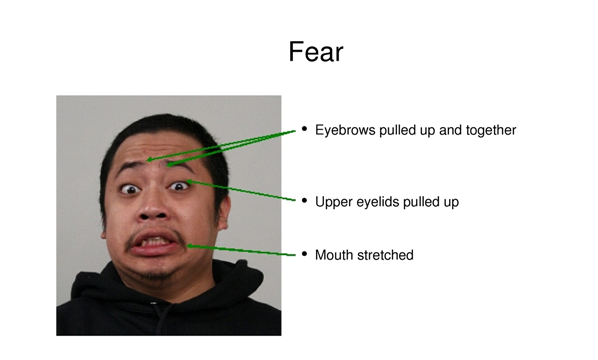 Fear
• Eyebrows pulled up and together
• Upper eyelids pulled up
• Mouth stretched